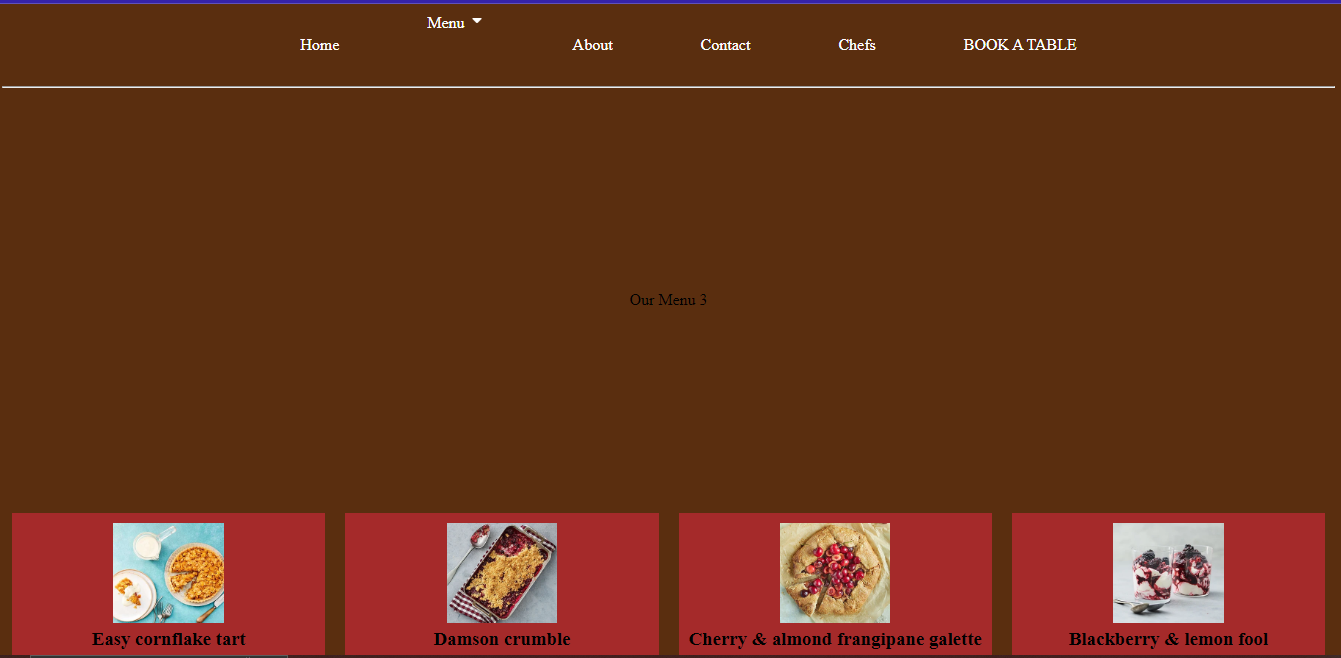 Menu
Home
About
Contact
Chefs
BOOK A TABLE
Our Menu 3
Easy cornflake tart
Damson crumble
Cherry & almond frangipane galette
Blackberry & lemon fool